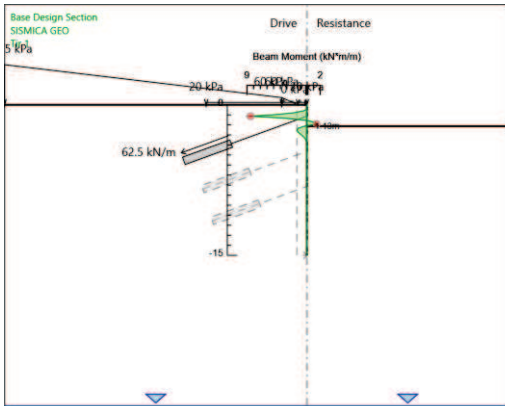 Base Design Section
Drive
Resistance
SISMICA GEO
Tir 1
5 kPa
Beam Moment (kN*m/m)
9
2
20 kPa
0
62.5 kN/m
-15